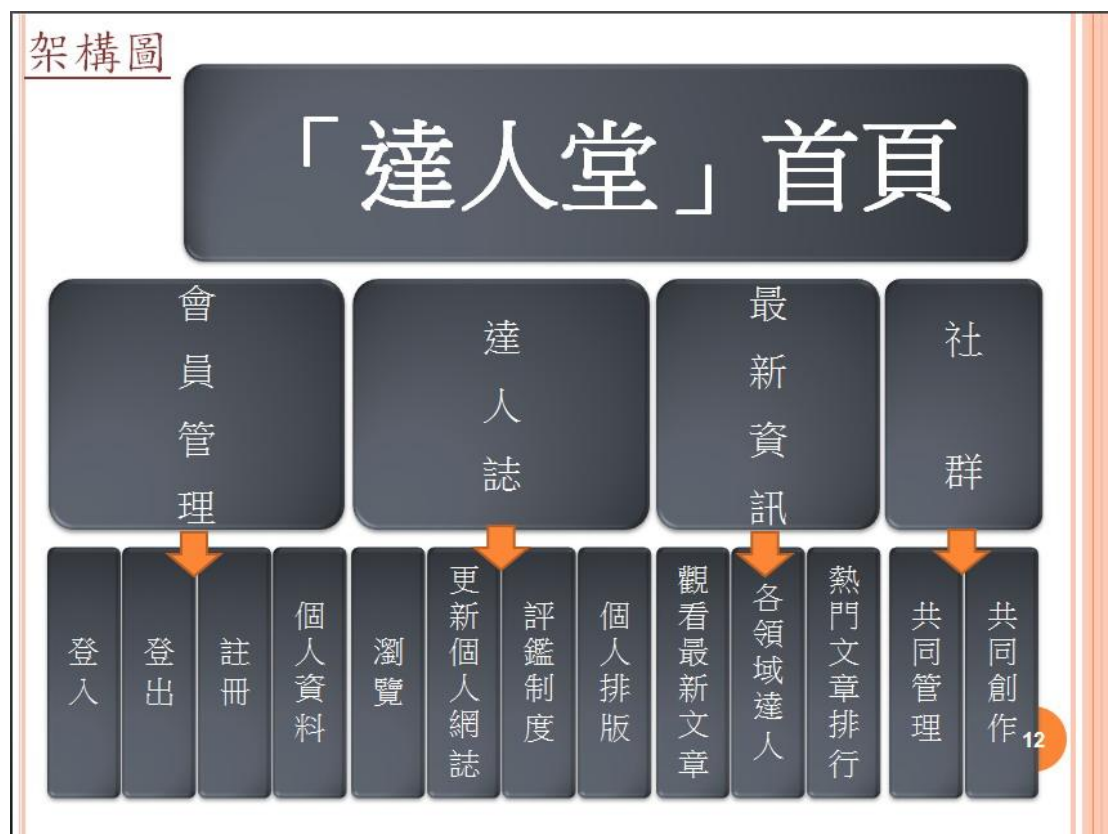 架構圖
「達人堂」首頁
會員管理
達人誌
最新資訊
社群
登入
登出
註冊
個人資料
瀏覽
更新個人網誌
評鑑制度
個人排版
觀看最新文章
各領域達人
熱門文章排行
共同管理
共同創作
12